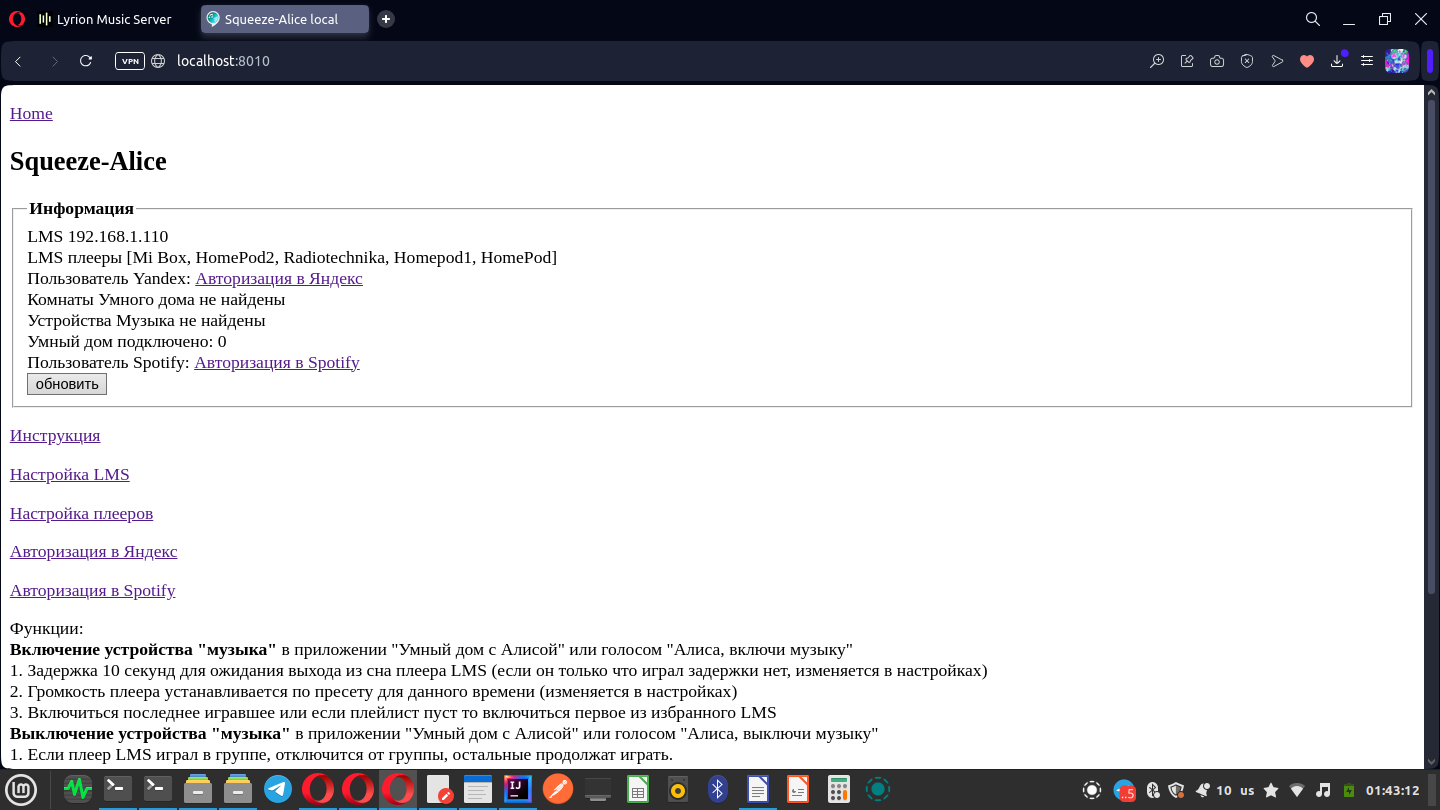 Lyrion Music Server
Squeeze-Alice local
VPN
localhost:8010
Home
Squeeze-Alice
Информация
LMS 192.168.1.110
LMS плееры [Mi Box, HomePod2, Radiotechnika, Homepod1, HomePod]
Пользователь Yandex: Авторизация в Яндекс
Комнаты Умного дома не найдены
Устройства Музыка не найдены
Умный дом подключено: 0
Пользователь Spotify: Авторизация в Spotify
обновить
Инструкция
Настройка LMS
Настройка плееров
Авторизация в Яндекс
Авторизация в Spotify
Функции:
Включение устройства "музыка" в приложении "Умный дом с Алисой" или голосом "Алиса, включи музыку"
1. Задержка 10 секунд для ожидания выхода из сна плеера LMS (если он только что играл задержки нет, изменяется в настройках)
2. Громкость плеера устанавливается по пресету для данного времени (изменяется в настройках)
3. Включиться последнее игравшее или если плейлист пуст то включиться первое из избранного LMS
Выключение устройства "музыка" в приложении "Умный дом с Алисой" или голосом "Алиса, выключи музыку"
1. Если плеер LMS играл в группе, отключится от группы, остальные продолжат играть.
IJ
..5
10
us
01:43:12